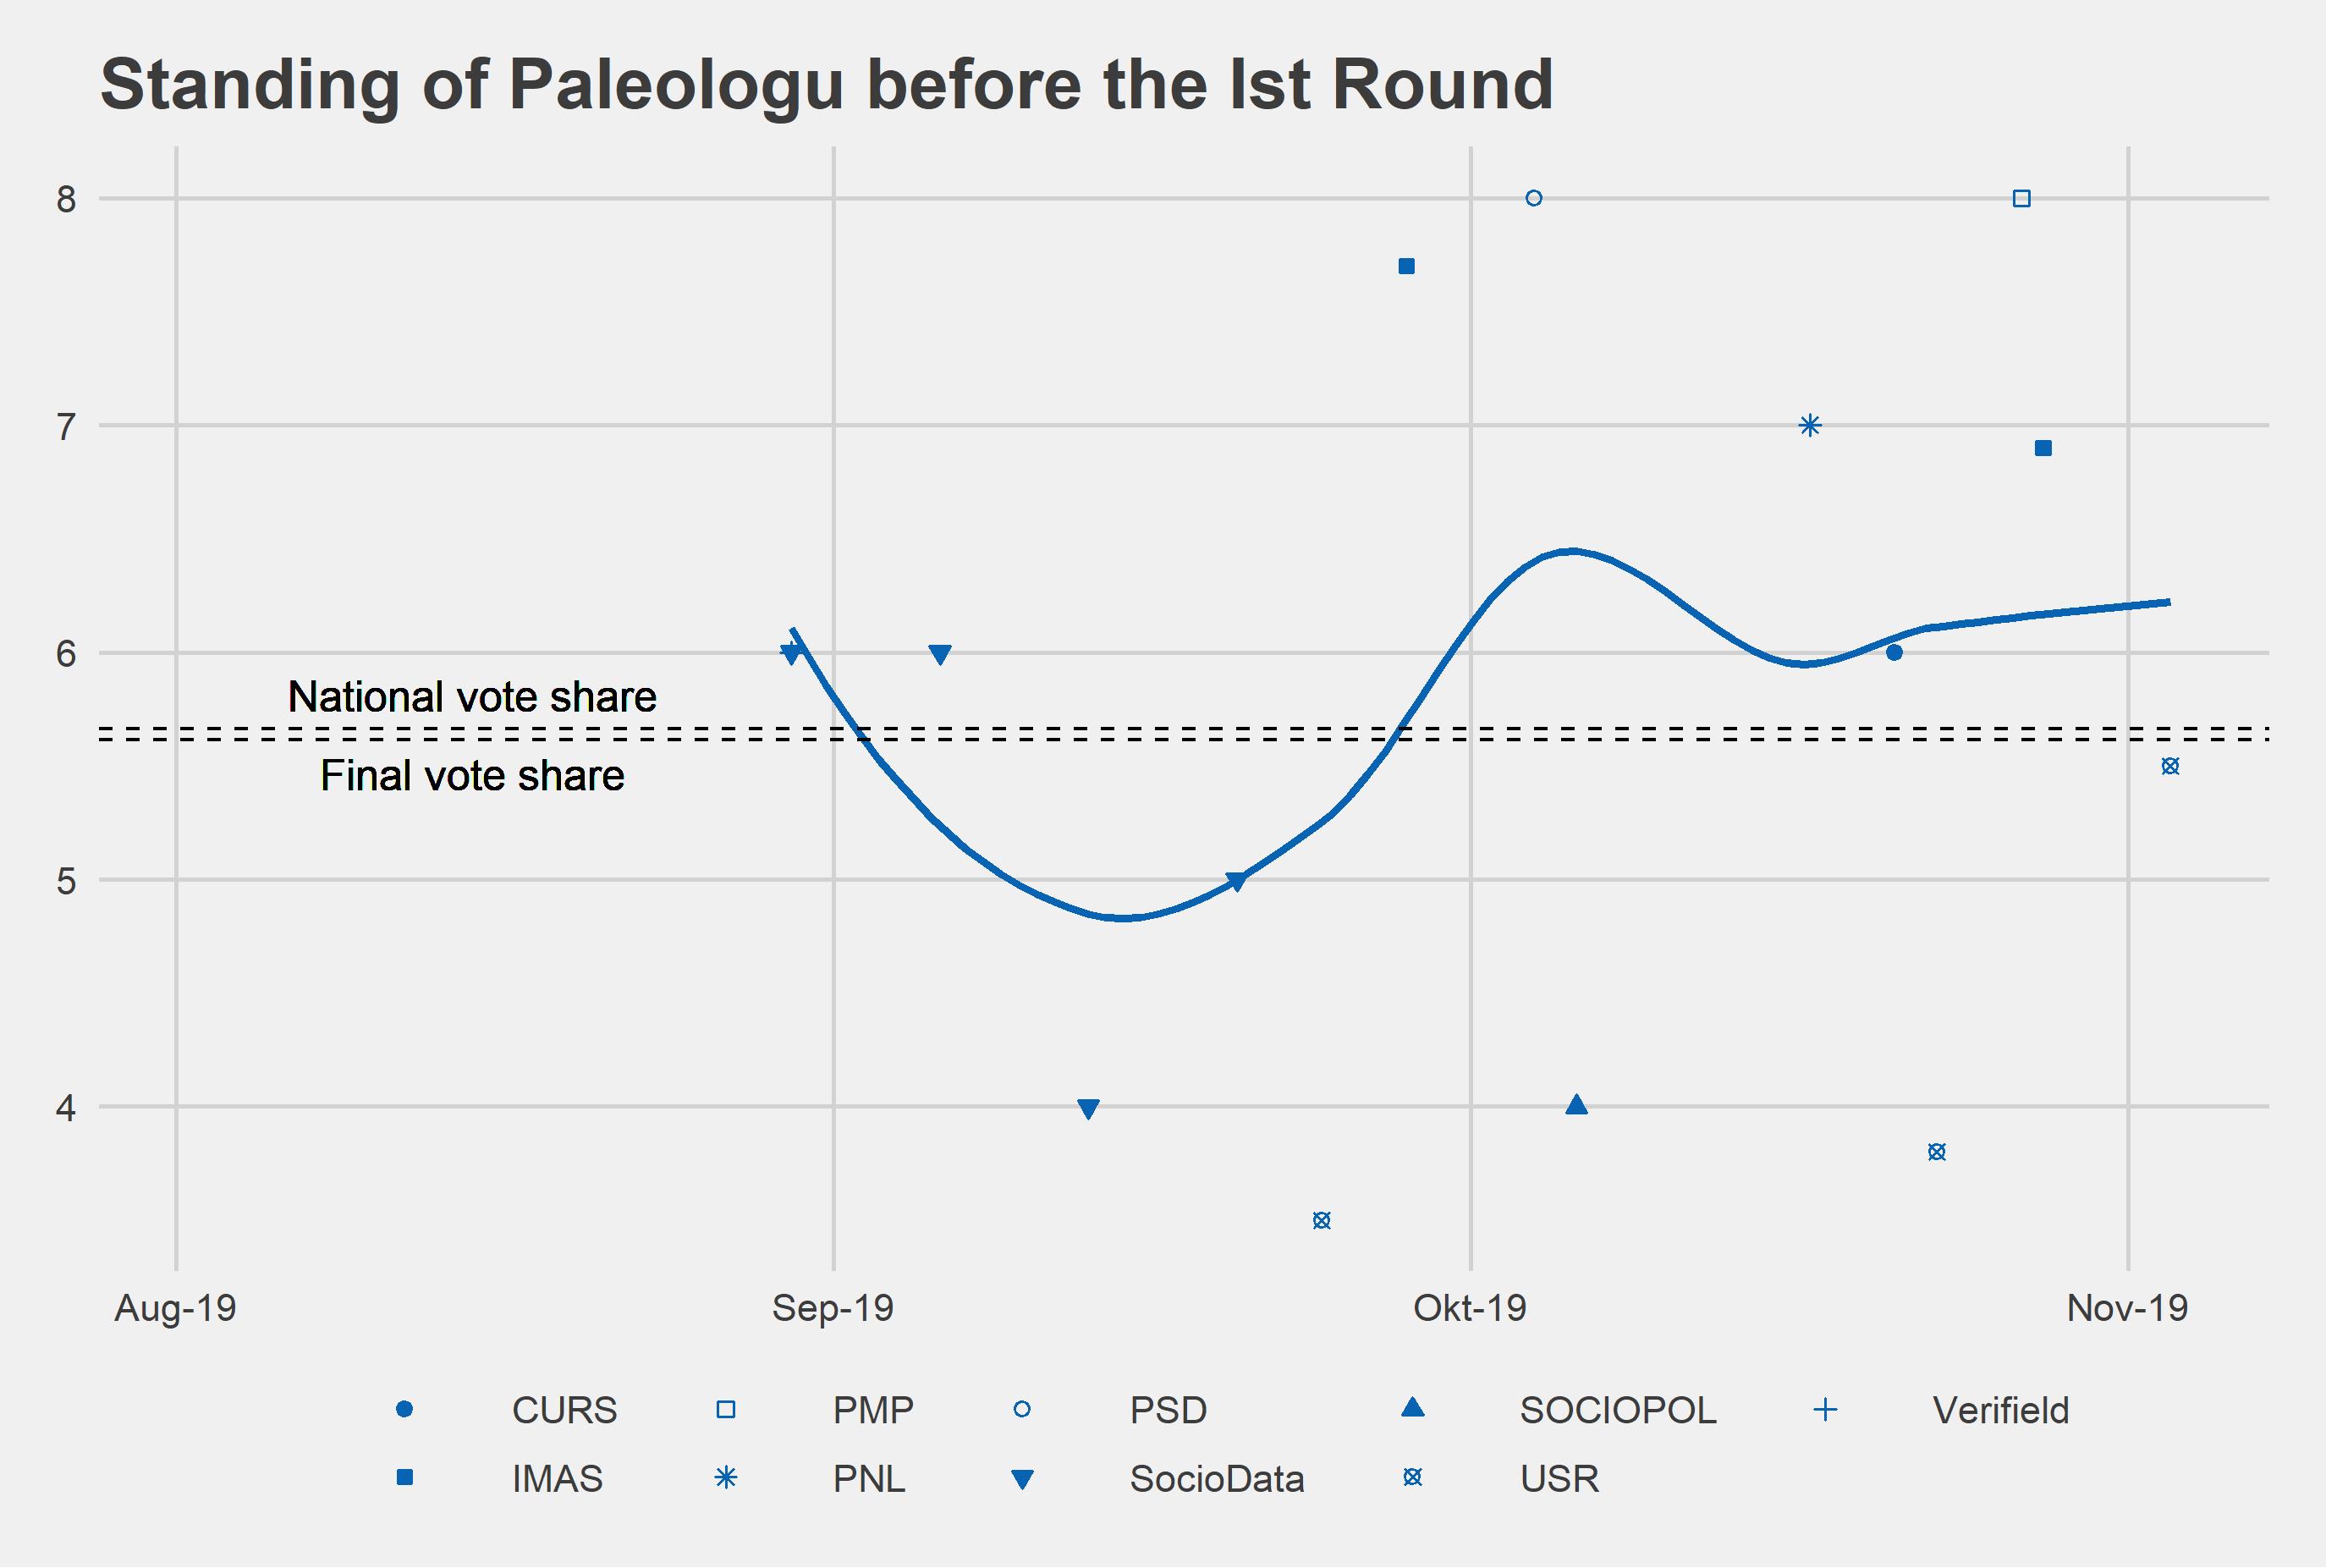 Standing of Paleologu before the Ist Round
8
7
6
National vote share
Final vote share
5
4
Aug-19 Sep-19 Okt-19 Nov-19
CURS PMP PSD SOCIOPOL Verifield
IMAS PNL SocioData USR